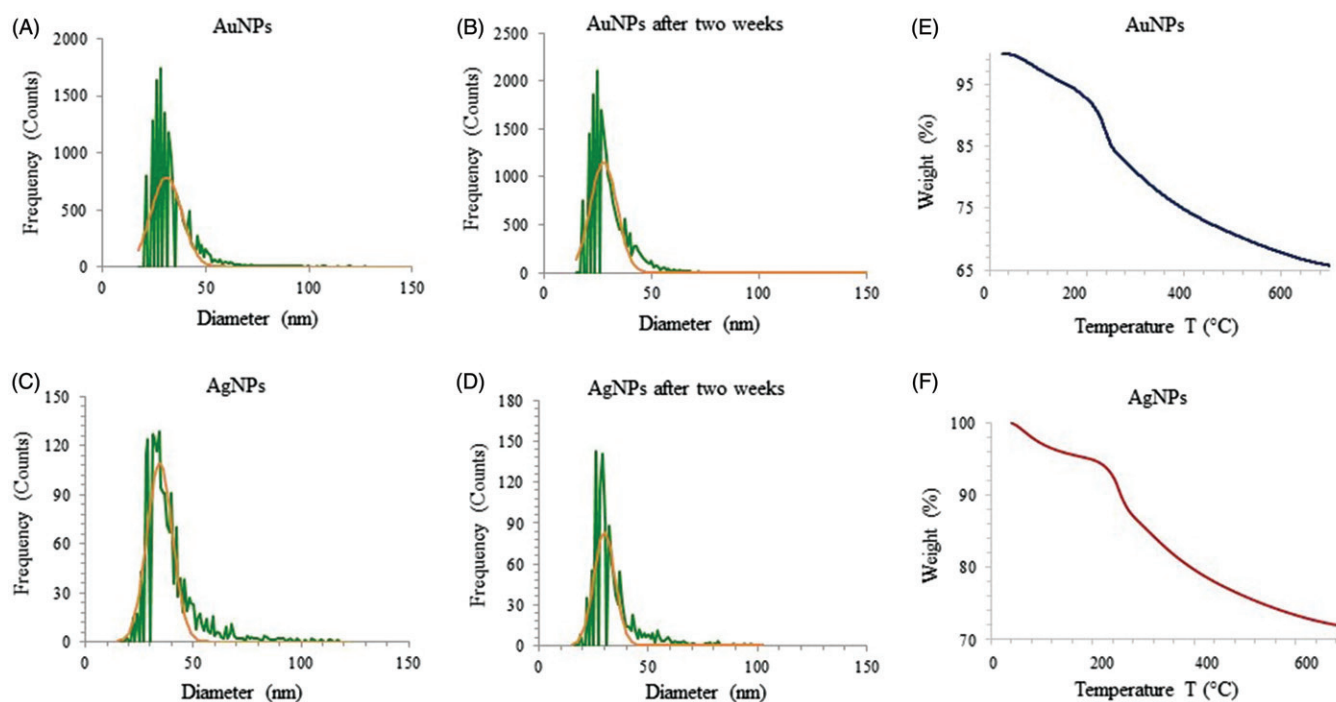 (A)
AuNPs
2000
1500
1000
500
0
0 50 100 150
Frequency (Counts)
Diameter (nm)
(B)
AuNPs after two weeks
2500
2000
1500
1000
500
0
0 50 100 150
Frequency (Counts)
Diameter (nm)
(E)
AuNPs
95
85
75
65
0 200 400 600
Weight (%)
Temperature T (°C)
(C)
AgNPs
150
120
90
60
30
0
0 50 100 150
Frequency (Counts)
Diameter (nm)
(D)
AgNPs after two weeks
180
150
120
90
60
30
0
0 50 100 150
Frequency (Counts)
Diameter (nm)
(F)
AgNPs
100
90
80
70
0 200 400 600
Weight (%)
Temperature T (°C)